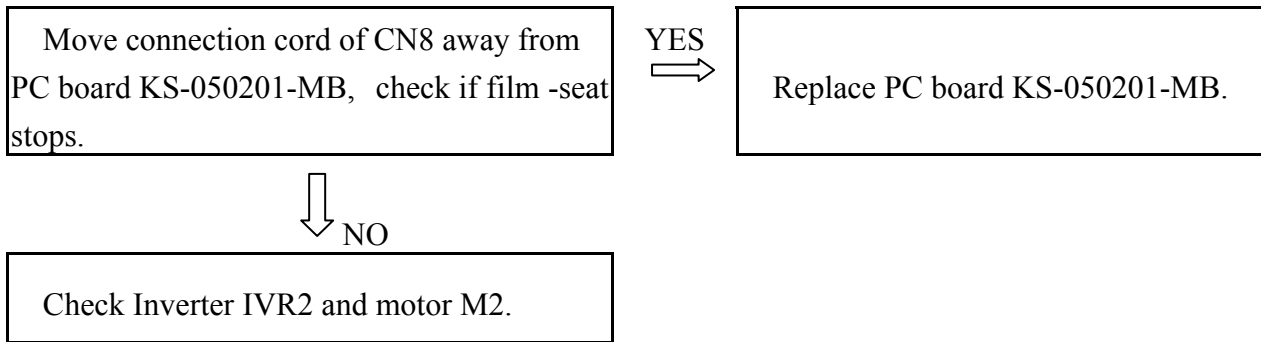 Move connection cord of CN8 away from
PC board KS-050201-MB, check if film -seat
stops.
YES
Replace PC board KS-050201-MB.
NO
Check Inverter IVR2 and motor M2.